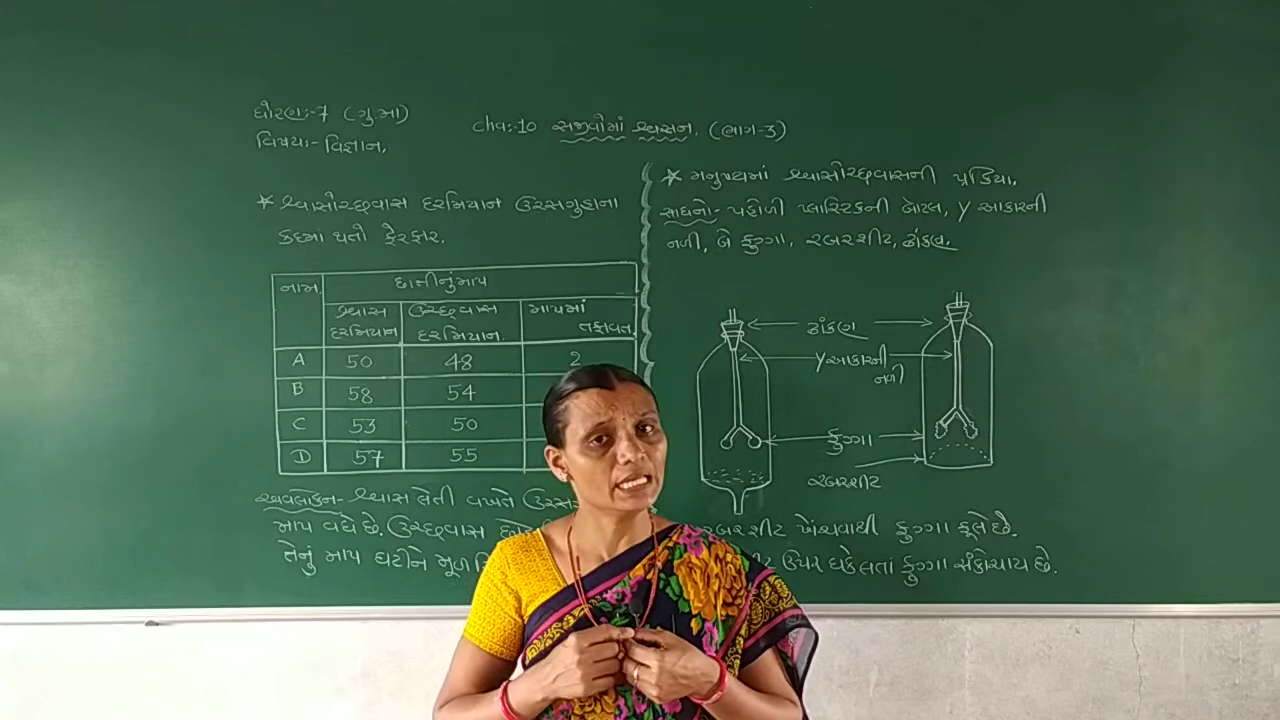 ધોરણ:-7 (ગુ.મા)
વિષય:- વિજ્ઞાન.
ch:-10 સજીવોમાં શ્વસન. (ભાગ-3)
* શ્વાસોચ્છવાસ દરમિયાન ઉરસગુહાના
કદમાં થતો ફેરફાર.
નામ. છાતીનું માપ
શ્વાસ દરમિયાન ઉચ્છ્વાસ દરમિયાન. માપમાં તફાવત.
A 50 48 2
B 58 54
C 53 50
D 57 55
અવલોકન- શ્વાસ લેતી વખતે
માપ વધે છે. ઉચ્છવાસ
તેનું માપ ઘટીને મૂળ
* મનુષ્યમાં શ્વાસોચ્છવાસની પ્રક્રિયા.
સાધનો- પહોળી પ્લાસ્ટિકની બોટલ, Y આકારની
નળી, બે ફુગ્ગા, રબરશીટ, ઢાંકણ.
ઢાંકણ
Y આકારની
નળી
ફુગ્ગા
રબરશીટ
રબરશીટ ખેંચવાથી ફુગ્ગા ફૂલે છે.
ઉપર ધકેલતાં ફુગ્ગા સંકોચાય છે.